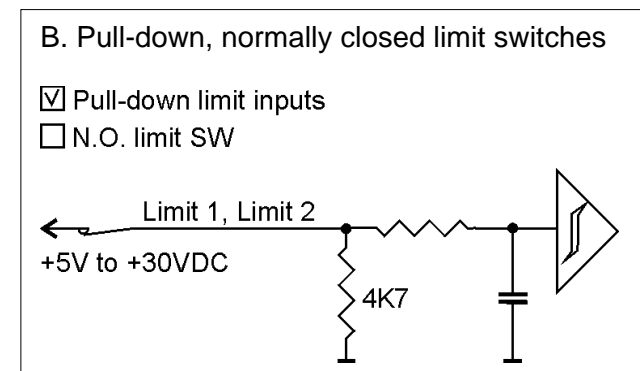 B. Pull-down, normally closed limit switches
Pull-down limit inputs
N.O. limit SW
Limit 1, Limit 2
+5V to +30VDC
4K7